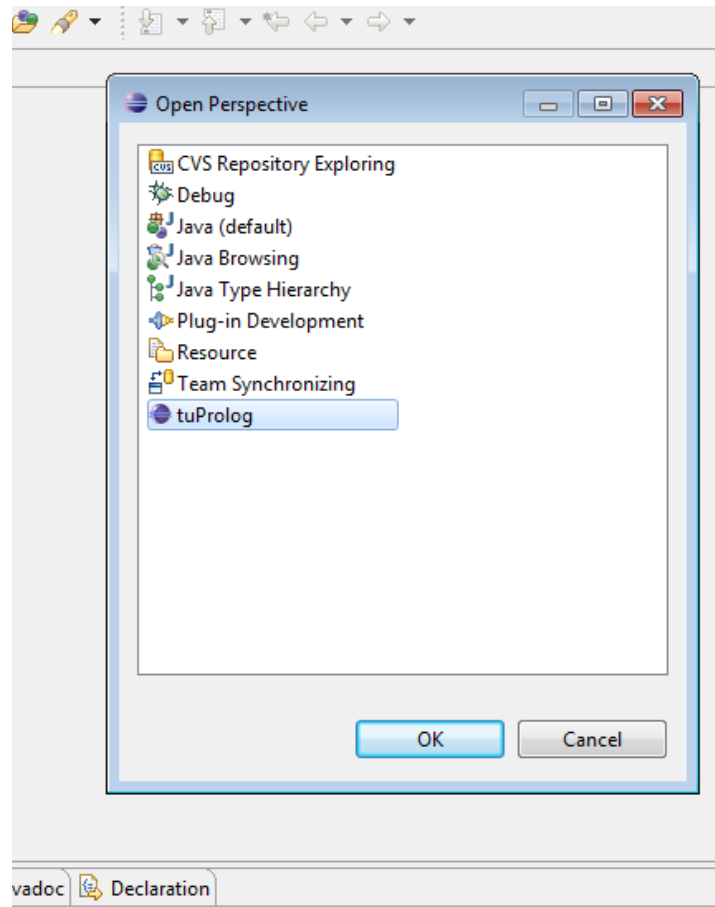 Open Perspective
CVS Repository Exploring
Debug
Java (default)
Java Browsing
Java Type Hierarchy
Plug-in Development
Resource
Team Synchronizing
tuProlog
OK Cancel
vadoc Declaration